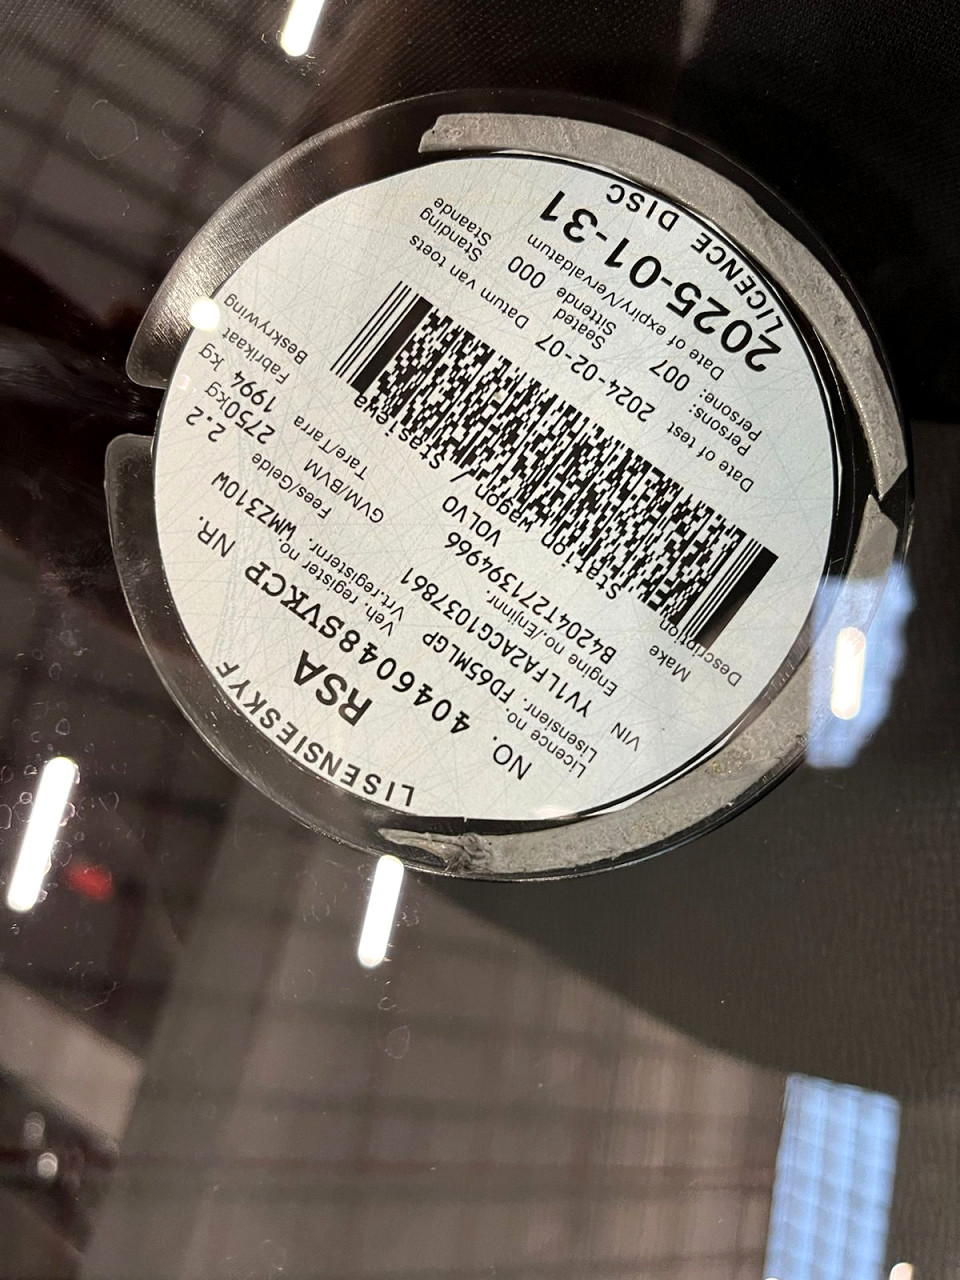 LISENSIESKYF
RSA
NO. 4046048SVKCP NR.
Licence no. Veh. register no
Lisensienr. FD65MLGP Vrt.registernr. WMZ310W
VIN YV1LFA2ACG1037861 Fees/Gelde 2.2
Engine no./Enjinnr. GVM/BVM 2750kg
B4204T27139496б Tare/Tarra 1994 kg
Make VOLVO Fabrikaat
Description Station wagon/ Stasiewa Beskrywing
Date of test 2024-02-07 Datum van toets
Persons: Seated Standing
Persone: 007 Sittende 000 Staande
Date of expiry/Vervaldatum
2025-01-31
LICENCE DISC